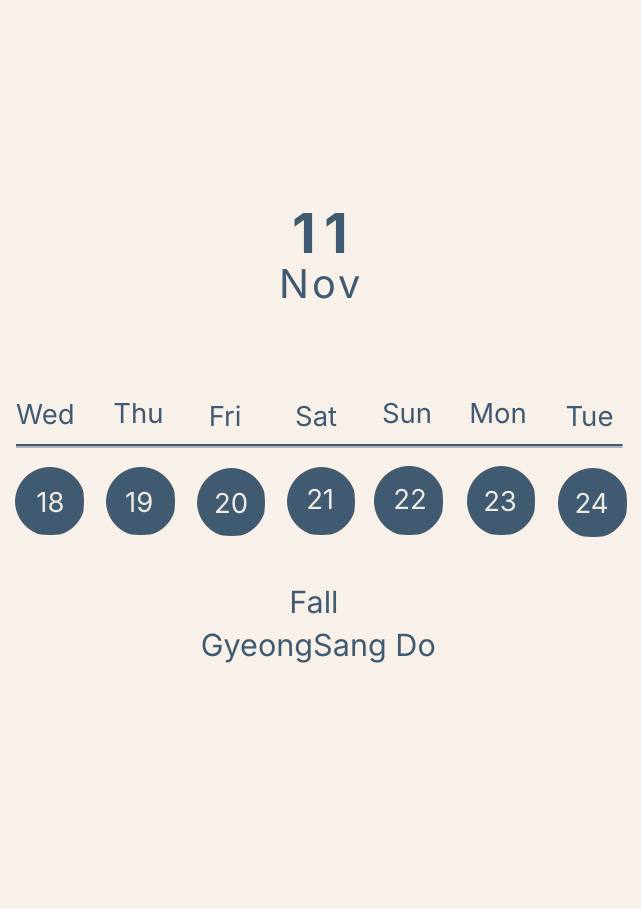 11
Nov
Wed Thu Fri Sat Sun Mon Tue
18 19 20 21 22 23 24
Fall
GyeongSang Do